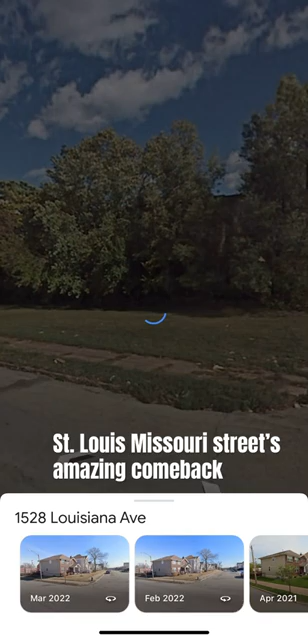 St. Louis Missouri street's
amazing comeback
1528 Louisiana Ave
Mar 2022
Feb 2022
Apr 2021